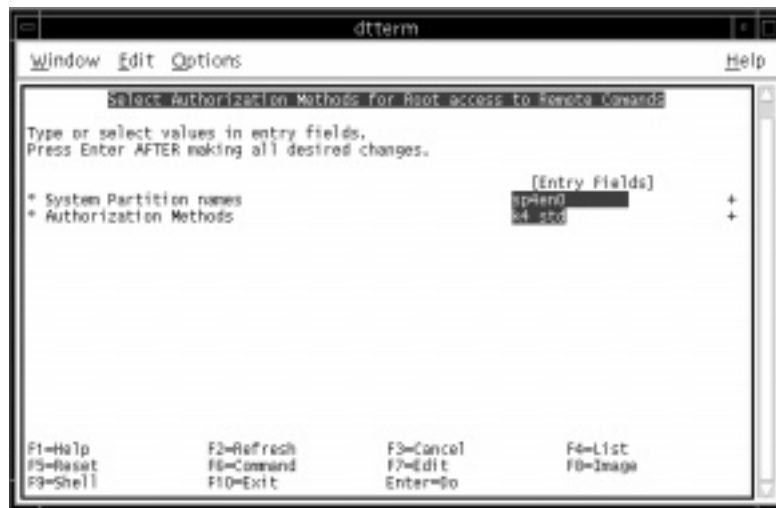 dtterm
Window Edit Options Help
Select Authorization Methods for Root access to Remote Comands
Type or select values in entry fields.
Press Enter AFTER making all desired changes.
[Entry Fields]
* System Partition names sp4en0 +
* Authorization Methods k4 std +
F1=Help F2=Refresh F3=Cancel F4=List
F5=Reset F6=Command F7=Edit F8=Image
F9=Shell F10=Exit Enter=Do